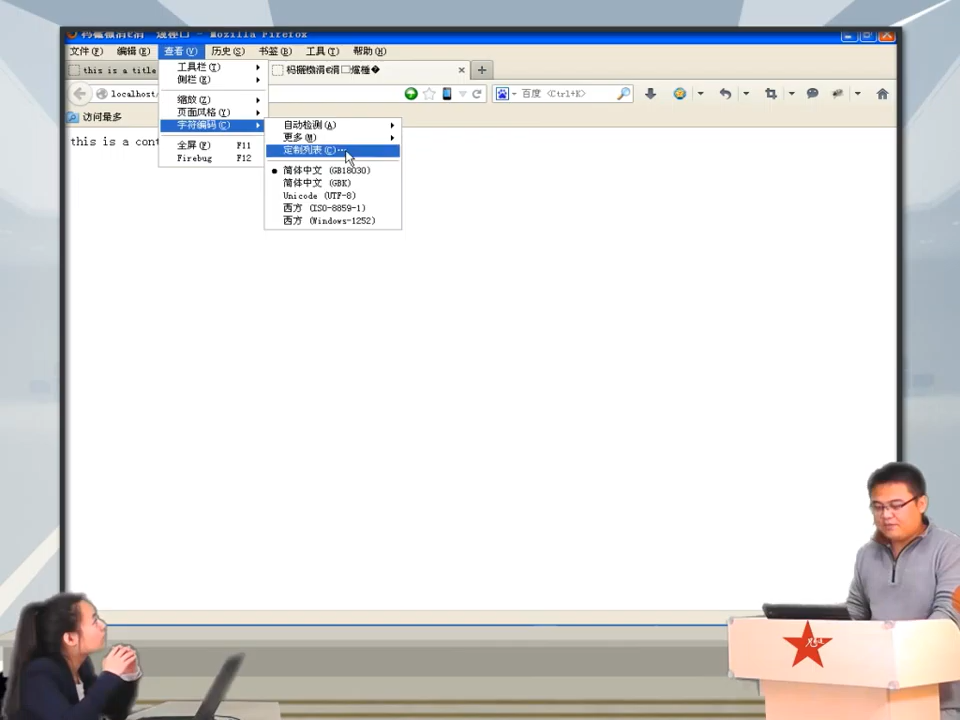 Mozilla Firefox
文件(F) 编辑(E) 查看(V) 历史(S) 书签(B) 工具(T) 帮助(H)
this is a title
工具栏(T)
侧栏(E)
localhost/
百度 <Ctrl+K>
缩放(Z)
页面风格(Y)
访问最多
字符编码(C)
自动检测(A)
更多(M)
this is a cont
全屏(F) F11
定制列表(C)…
Firebug F12
简体中文 (GB18030)
简体中文 (GBK)
Unicode (UTF-8)
西方 (ISO-8859-1)
西方 (Windows-1252)